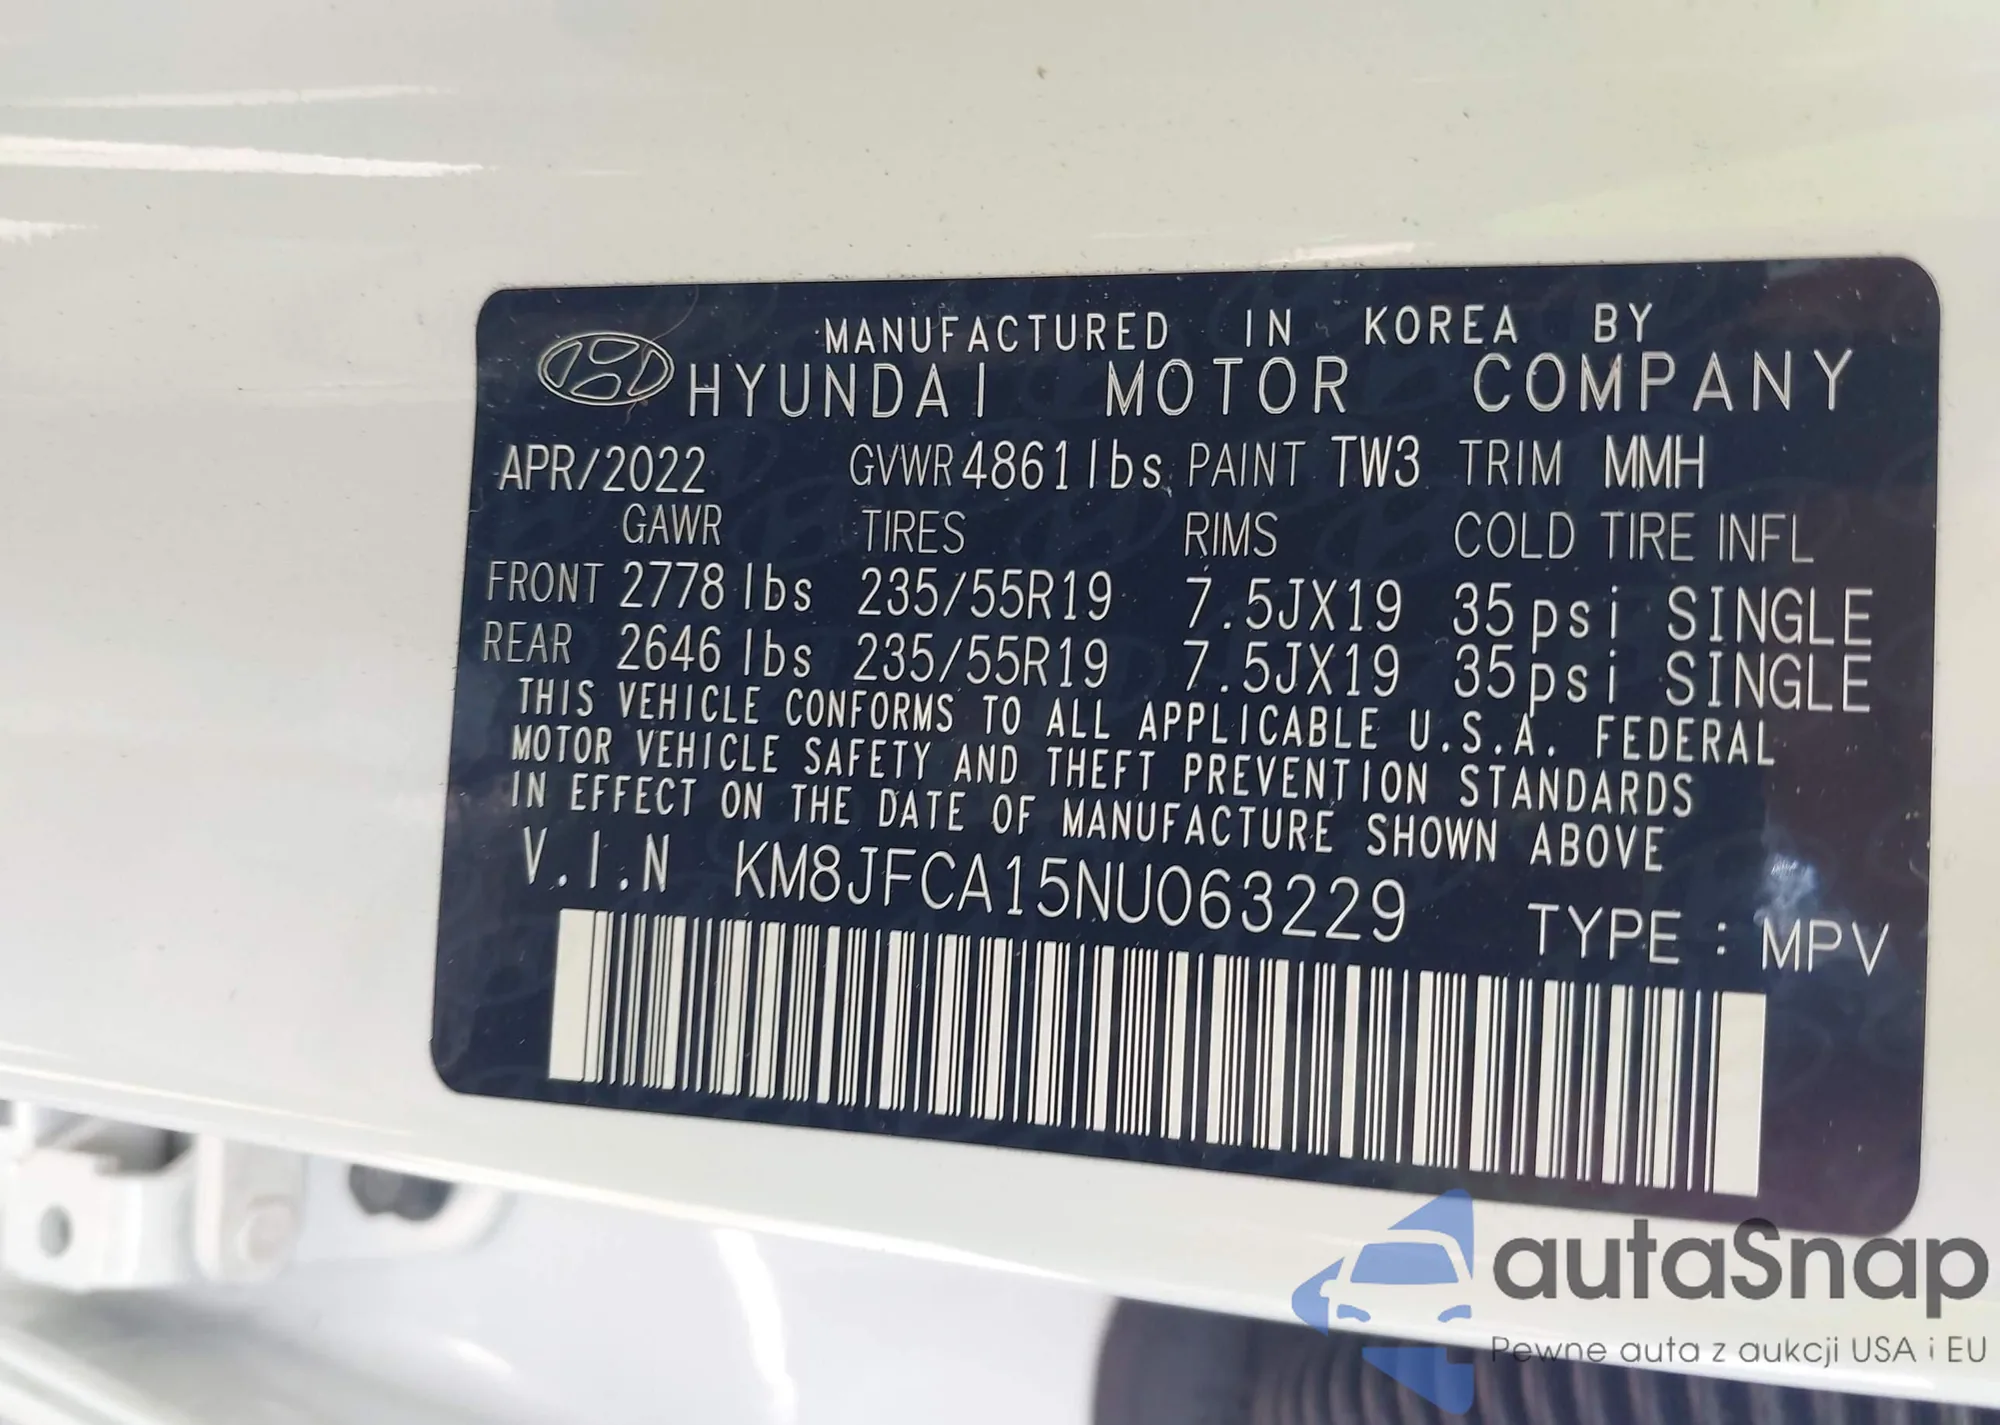 MANUFACTURED IN KOREA BY
HYUNDAI MOTOR COMPANY
APR/2022 GVWR 4861 lbs PAINT TW3 TRIM MMH
GAWR TIRES RIMS COLD TIRE INFL
FRONT 2778 lbs 235/55R19 7.5JX19 35psi SINGLE
REAR 2646 lbs 235/55R19 7.5JX19 35psi SINGLE
THIS VEHICLE CONFORMS TO ALL APPLICABLE U.S.A. FEDERAL
MOTOR VEHICLE SAFETY AND THEFT PREVENTION STANDARDS
IN EFFECT ON THE DATE OF MANUFACTURE SHOWN ABOVE
V.I.N KM8JFCA15NU063229
TYPE : MPV
autaSnap
Pewne auta z aukcji USA i EU